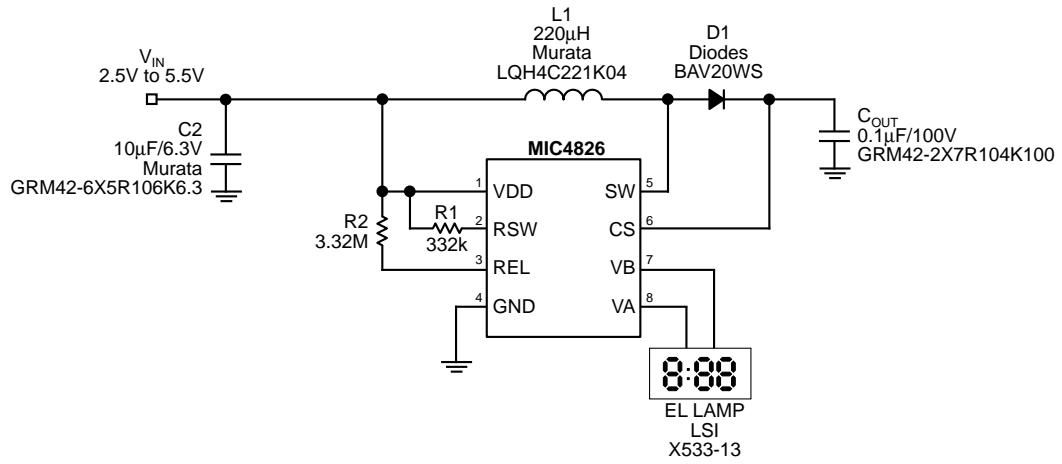 L1
220μH
Murata
LQH4C221K04
D1
Diodes
BAV20WS
VIN
2.5V to 5.5V
C2
10μF/6.3V
Murata
GRM42-6X5R106K6.3
COUT
0.1μF/100V
GRM42-2X7R104K100
MIC4826
R2
3.32M
R1
332k
1 VDD SW 5
2 RSW CS 6
3 REL VB 7
4 GND VA 8
8:88
EL LAMP
LSI
X533-13